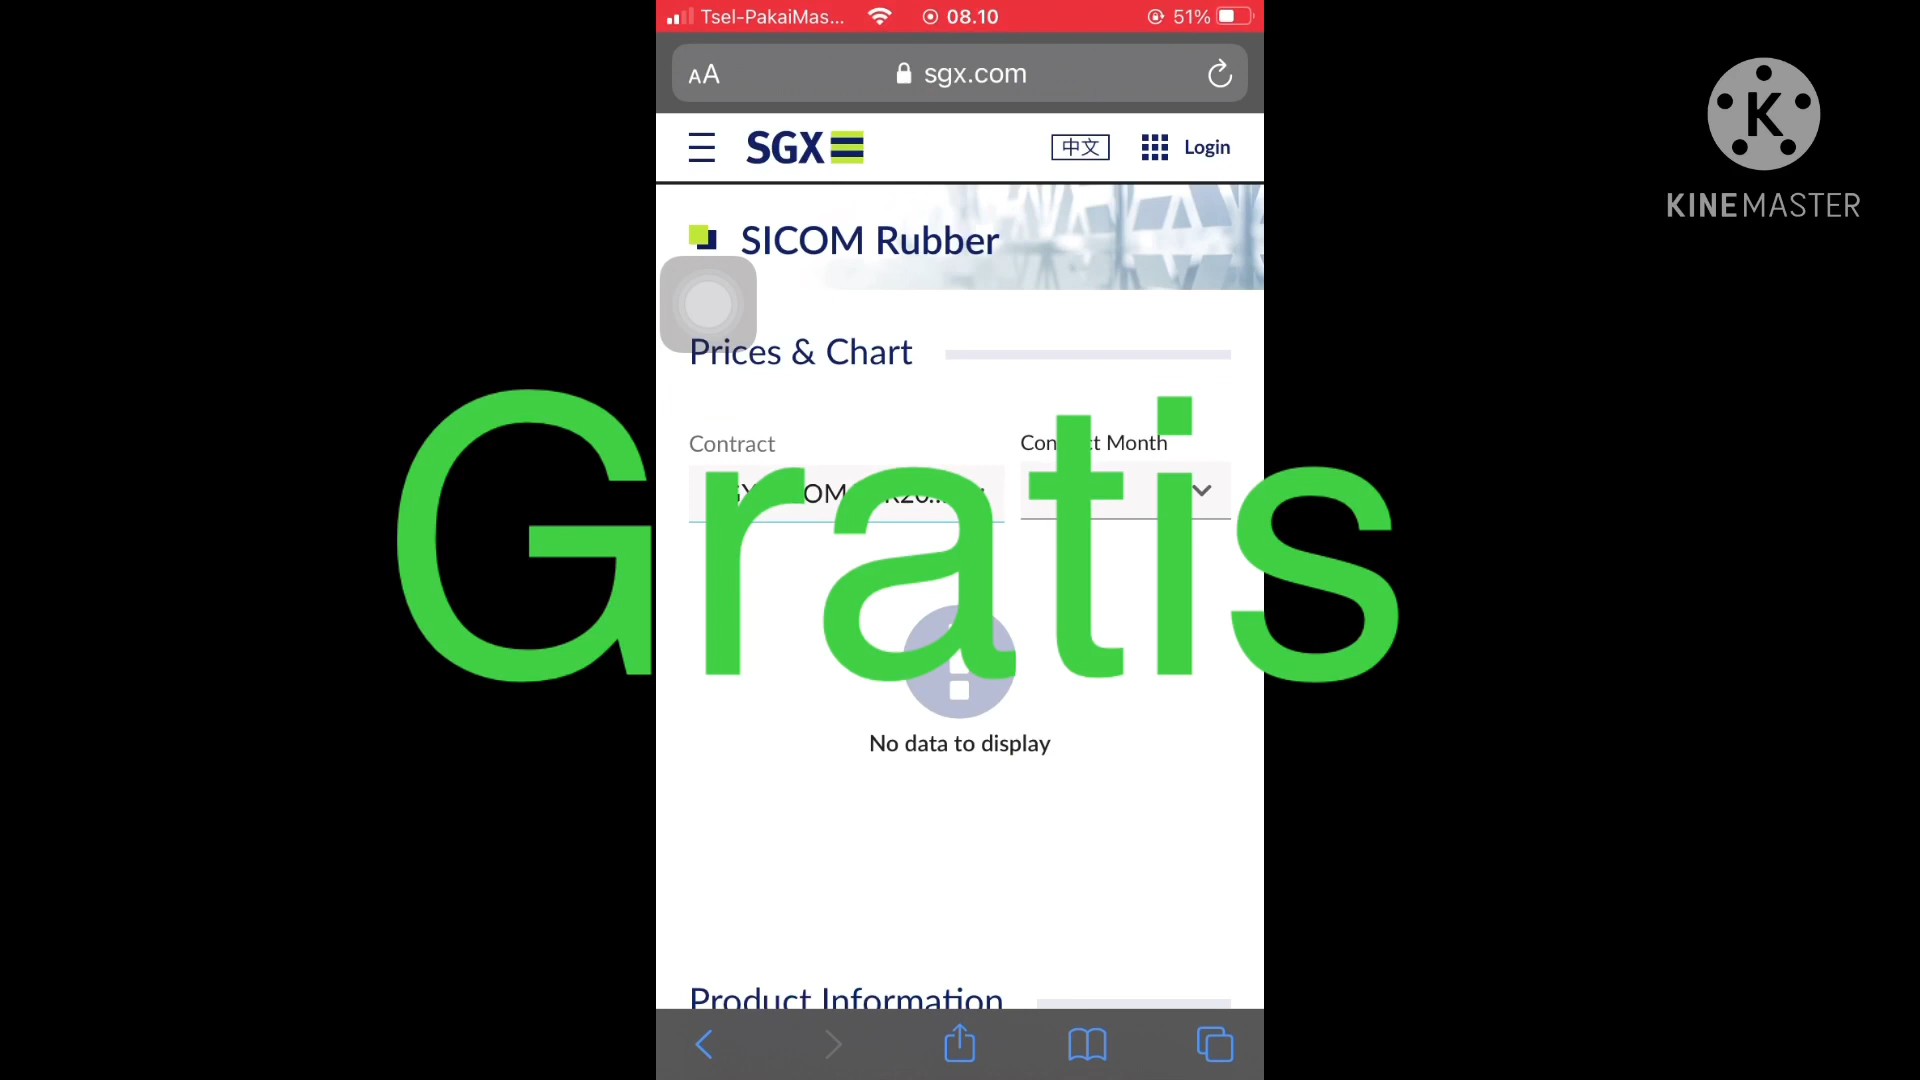 Tsel-PakaiMas... 08.10 51%
AA sgx.com
SGX 中文 Login
K
KINEMASTER
SICOM Rubber
Prices & Chart
Contract
Month
Gratis
No data to display
Product Information